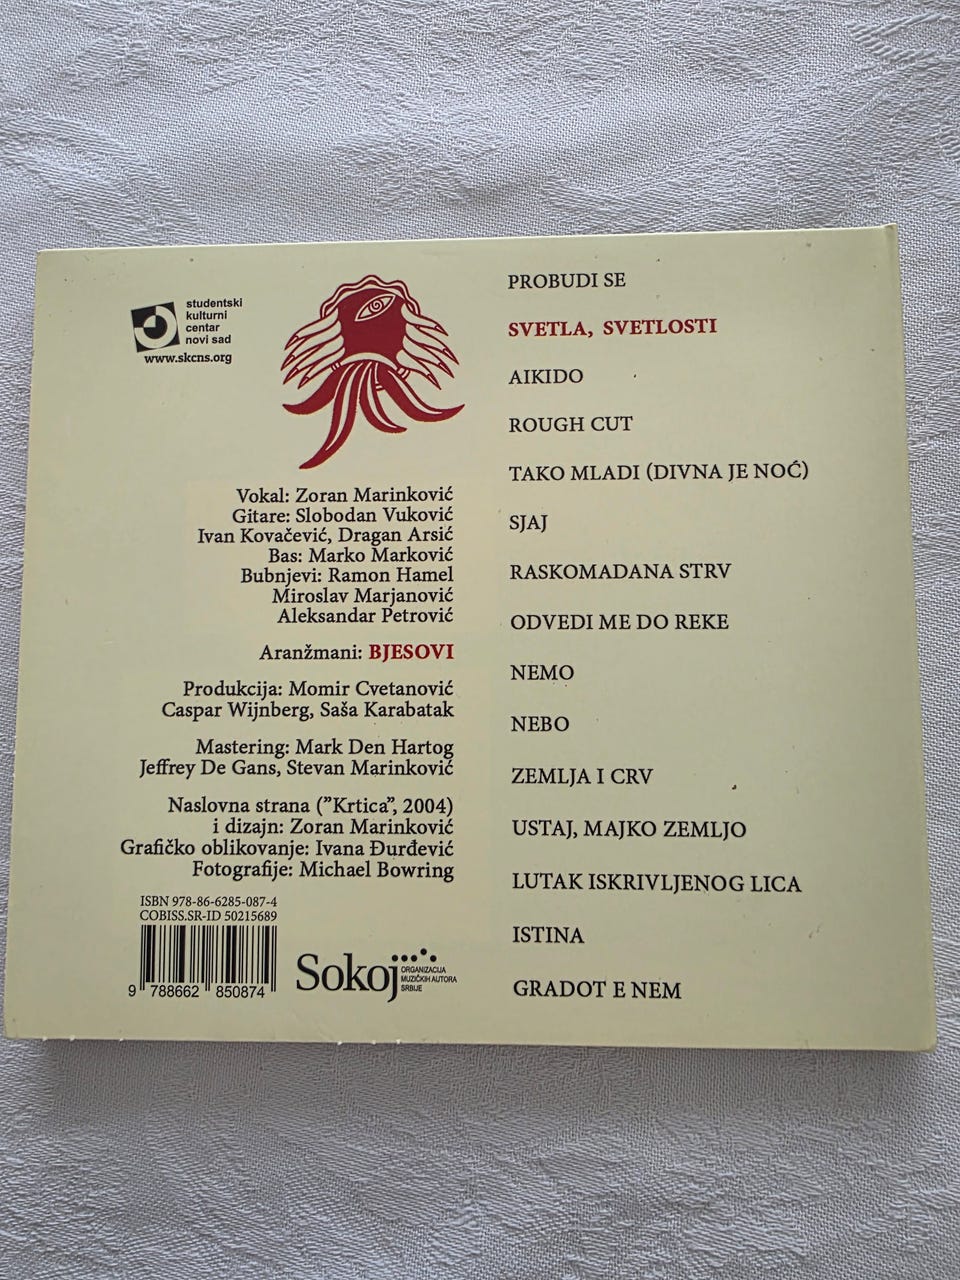 studentski
kulturni
centar
novi sad
www.skcns.org
Vokal: Zoran Marinković
Gitare: Slobodan Vuković
Ivan Kovačević, Dragan Arsić
Bas: Marko Marković
Bubnjevi: Ramon Hamel
Miroslav Marjanović
Aleksandar Petrović
Aranžmani: BJESOVI
Produkcija: Momir Cvetanović
Caspar Wijnberg, Saša Karabatak
Mastering: Mark Den Hartog
Jeffrey De Gans, Stevan Marinković
Naslovna strana ("Krtica", 2004)
i dizajn: Zoran Marinković
Grafičko oblikovanje: Ivana Đurđević
Fotografije: Michael Bowring
ISBN 978-86-6285-087-4
COBISS.SR-ID 50215689
9 788662 850874
Sokoj
ORGANIZACIJA
MUZIČKIH AUTORA
SRBIJE
PROBUDI SE
SVETLA, SVETLOSTI
AIKIDO
ROUGH CUT
TAKO MLADI (DIVNA JE NOĆ)
SJAJ
RASKOMADANA STRV
ODVEDI ME DO REKE
NEMO
NEBO
ZEMLJA I CRV
USTAJ, MAJKO ZEMLJO
LUTAK ISKRIVLJENOG LICA
ISTINA
GRADOT E NEM